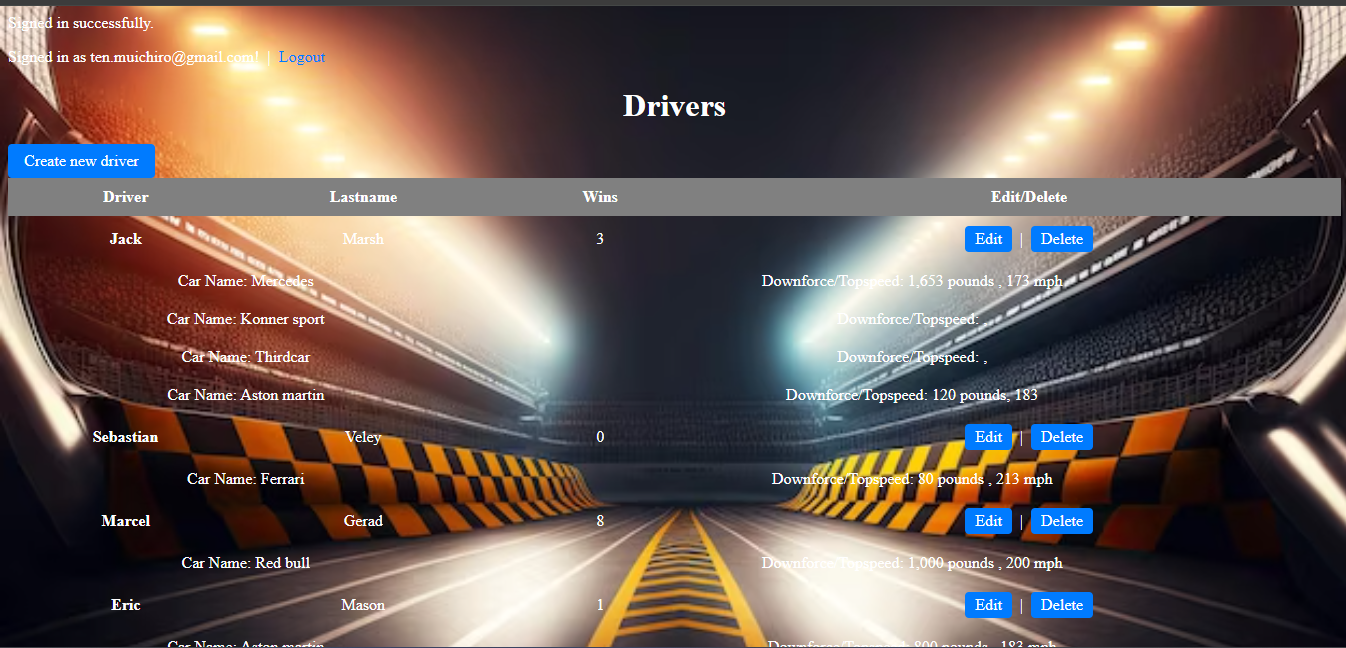 Signed in successfully.
Signed in as ten.muichiro@gmail.com! | Logout
Drivers
Create new driver
Driver Lastname Wins Edit/Delete
Jack Marsh 3 Edit | Delete
Car Name: Mercedes Downforce/Topspeed: 1,653 pounds , 173 mph
Car Name: Konner sport Downforce/Topspeed: ,
Car Name: Thirdcar Downforce/Topspeed: ,
Car Name: Aston martin Downforce/Topspeed: 120 pounds, 183
Sebastian Veley 0 Edit | Delete
Car Name: Ferrari Downforce/Topspeed: 80 pounds , 213 mph
Marcel Gerad 8 Edit | Delete
Car Name: Red bull Downforce/Topspeed: 1,000 pounds , 200 mph
Eric Mason 1 Edit | Delete
Car Name: Aston martin Downforce/Topspeed: 800 pounds , 183 mph